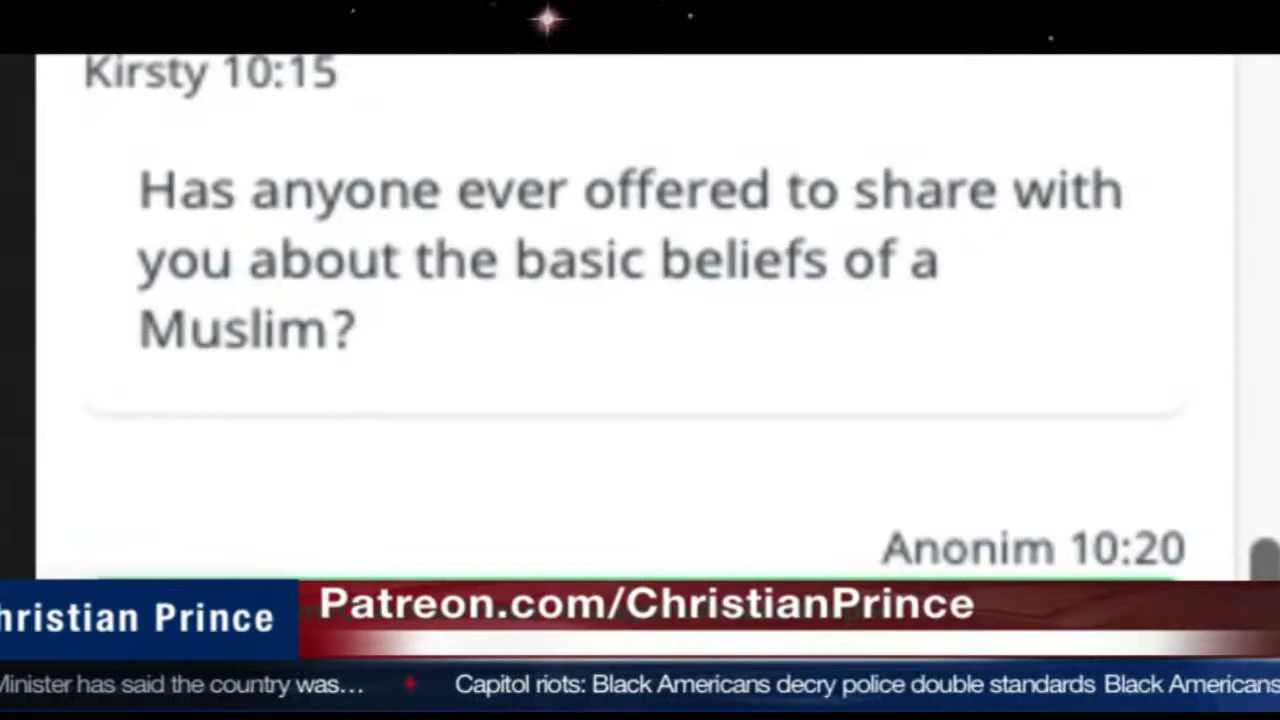 Kirsty 10:15
Has anyone ever offered to share with
you about the basic beliefs of a
Muslim?
Anonim 10:20
hristian Prince
Patreon.com/ChristianPrince
Minister has said the country was... Capitol riots: Black Americans decry police double standards Black Americans